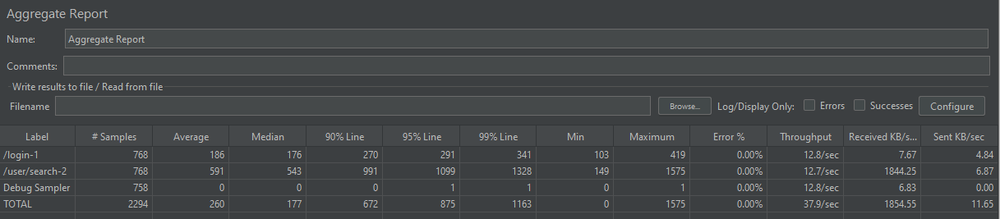 Aggregate Report
Name: Aggregate Report
Comments:
Write results to file / Read from file
Filename Browse... Log/Display Only: Errors Successes Configure
Label # Samples Average Median 90% Line 95% Line 99% Line Min Maximum Error % Throughput Received KB/s... Sent KB/sec
/login-1 768 186 176 270 291 341 103 419 0.00% 12.8/sec 7.67 4.84
/user/search-2 768 591 543 991 1099 1328 149 1575 0.00% 12.7/sec 1844.25 6.87
Debug Sampler 758 0 0 0 1 1 0 1 0.00% 12.8/sec 6.83 0.00
TOTAL 2294 260 177 672 875 1163 0 1575 0.00% 37.9/sec 1854.55 11.65